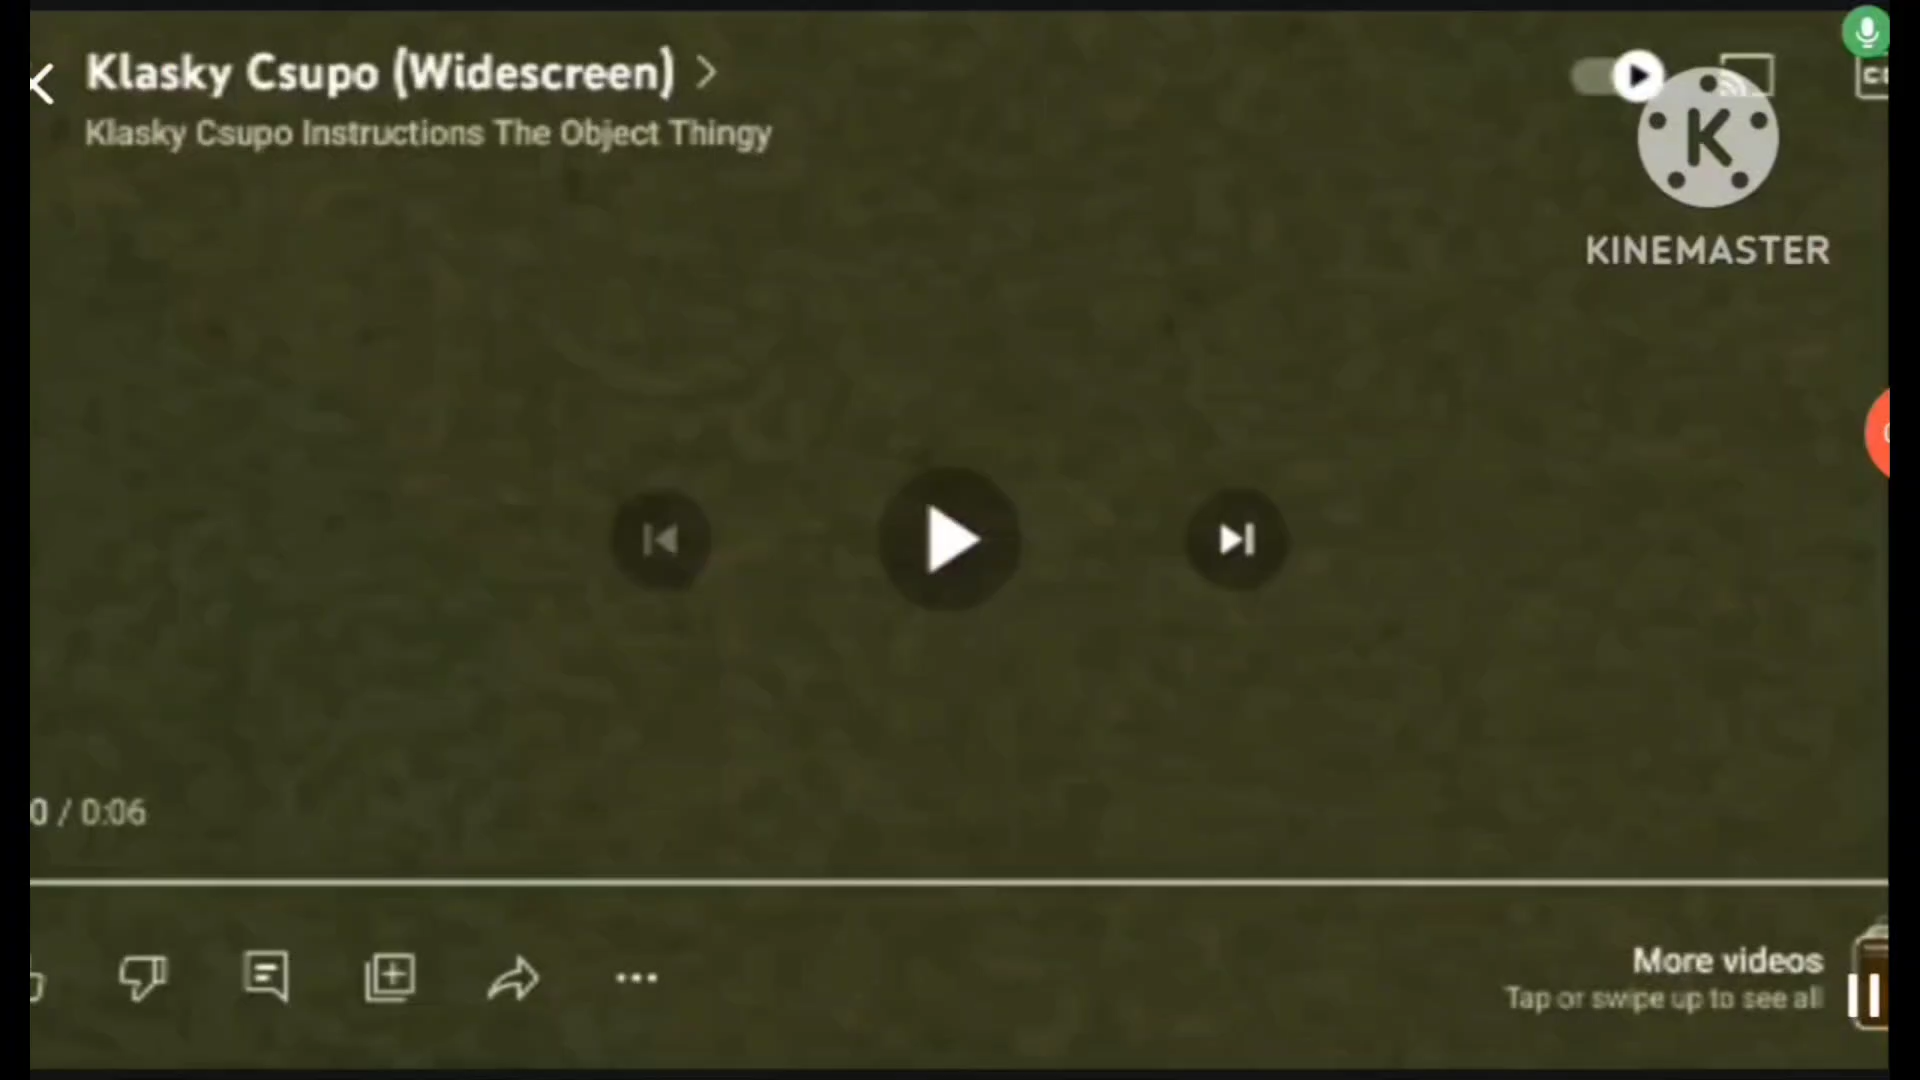 Klasky Csupo (Widescreen)
Klasky Csupo Instructions The Object Thingy
K
KINEMASTER
0 / 0:06
More videos
Tap or swipe up to see all